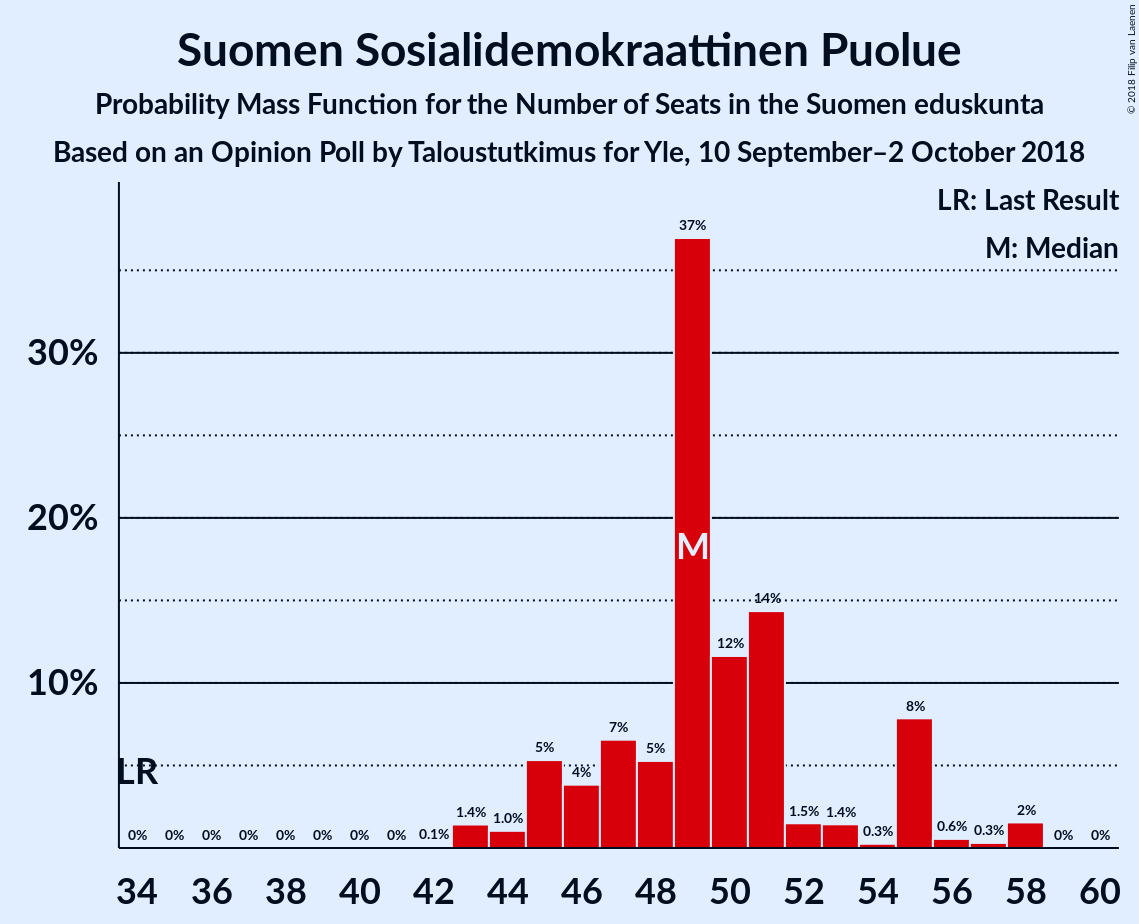 Suomen Sosialidemokraattinen Puolue
Probability Mass Function for the Number of Seats in the Suomen eduskunta
Based on an Opinion Poll by Taloustutkimus for Yle, 10 September–2 October 2018
© 2018 Filip van Laenen
LR: Last Result
M: Median
37%
30%
20%
M
14%
12%
10%
8%
7%
5%
5%
4%
LR
0% 0% 0% 0% 0% 0% 0% 0% 0.1% 1.4% 1.0% 1.5% 1.4% 0.3% 0.6% 0.3% 2% 0% 0%
34 36 38 40 42 44 46 48 50 52 54 56 58 60